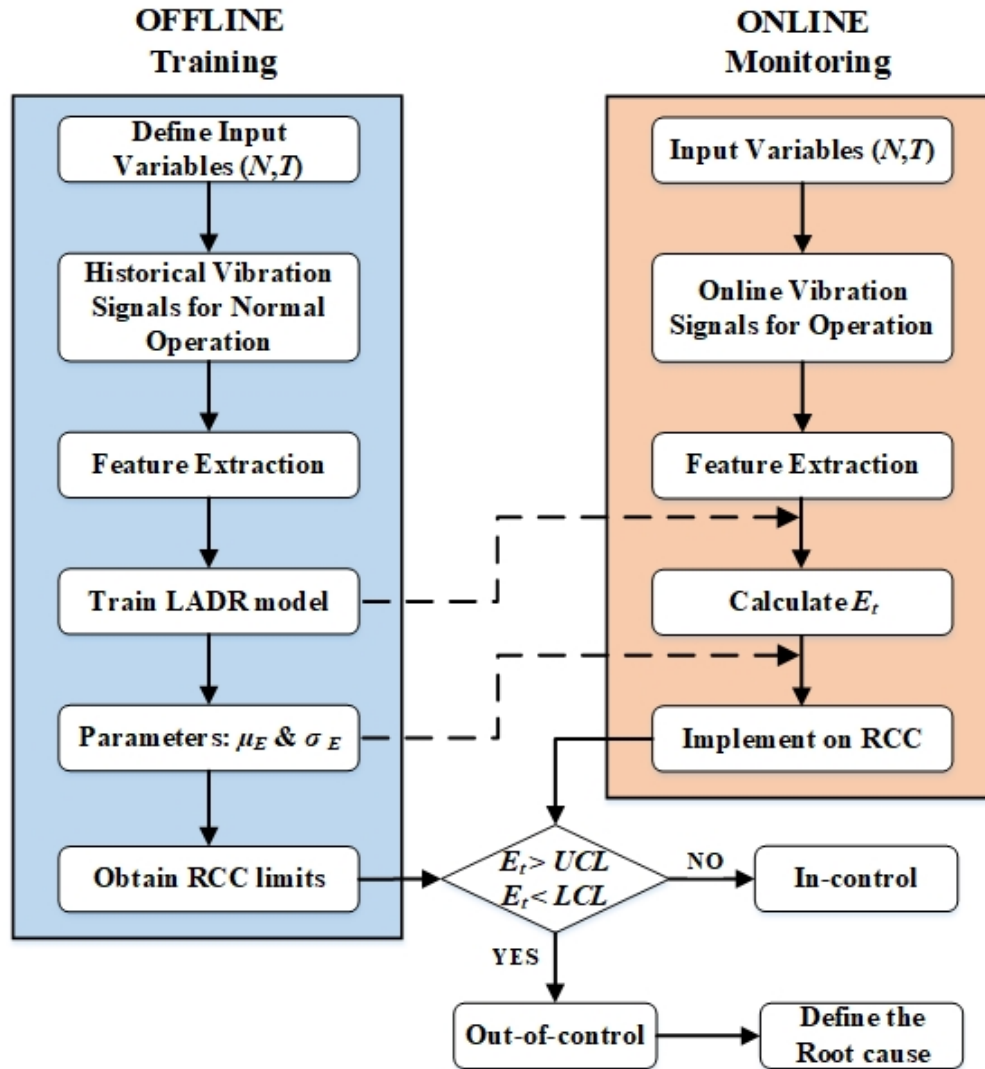 OFFLINE
Training
Define Input
Variables (N,T)
Historical Vibration
Signals for Normal
Operation
Feature Extraction
Train LADR model
Parameters: μE & σ E
Obtain RCC limits
ONLINE
Monitoring
Input Variables (N,T)
Online Vibration
Signals for Operation
Feature Extraction
Calculate Et
Implement on RCC
Et> UCL
Et< LCL
NO
In-control
YES
Out-of-control
Define the
Root cause